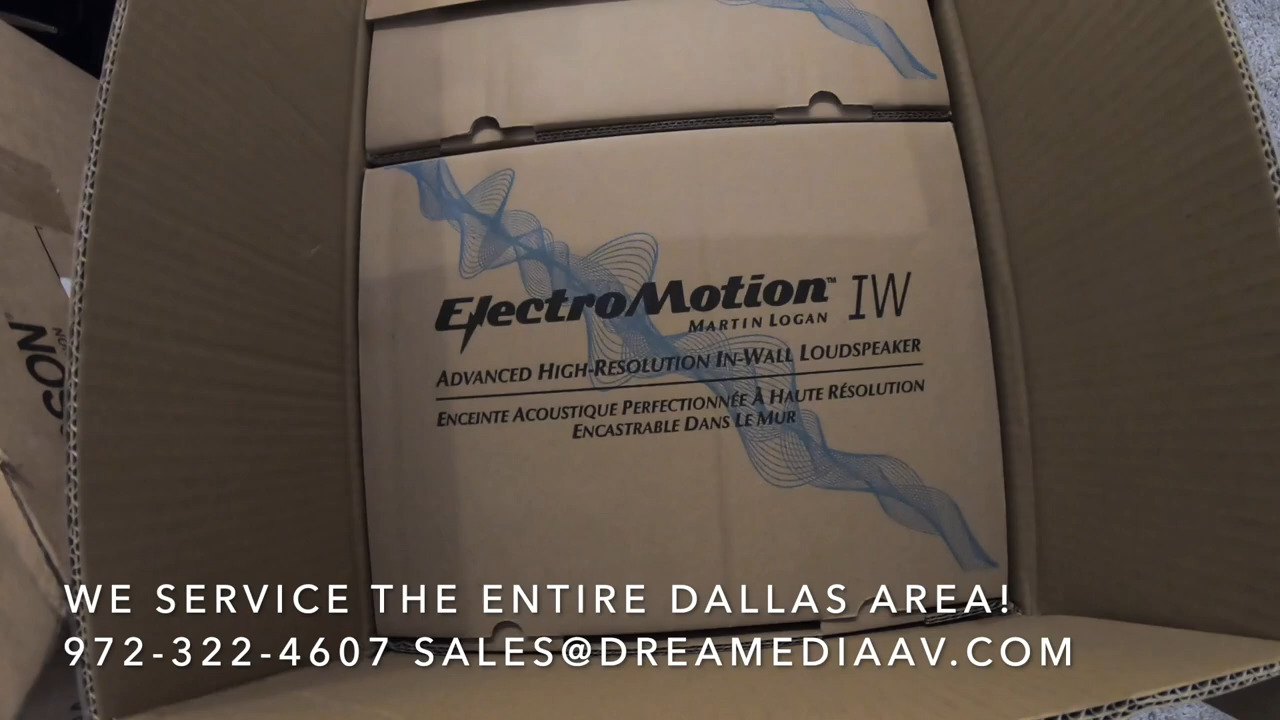 ElectroMotion™ IW
MARTIN LOGAN
ADVANCED HIGH-RESOLUTION IN-WALL LOUDSPEAKER
ENCEINTE ACOUSTIQUE PERFECTIONNÉE À HAUTE RÉSOLUTION
ENCASTRABLE DANS LE MUR
WE SERVICE THE ENTIRE DALLAS AREA!
972-322-4607 SALES@DREAMEDIAAV.COM